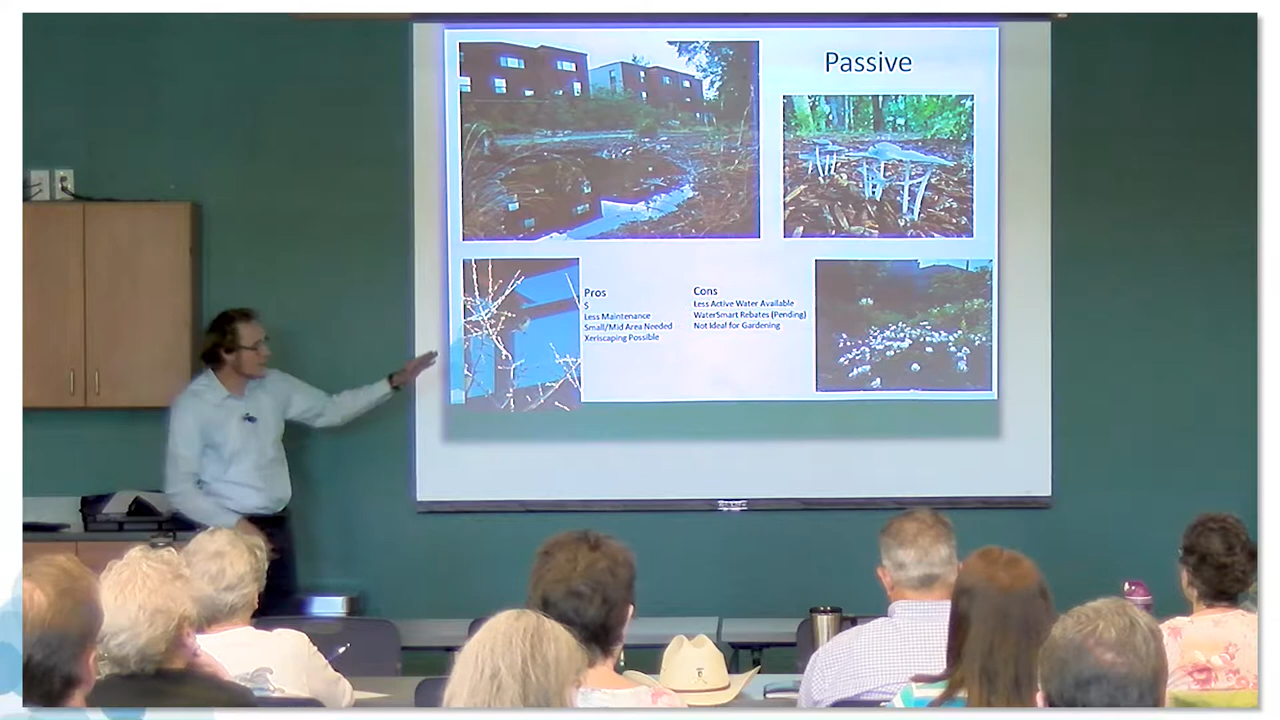 Passive
Pros
$
Less Maintenance
Small/Mid Area Needed
Xeriscaping Possible
Cons
Less Active Water Available
WaterSmart Rebates (Pending)
Not Ideal for Gardening